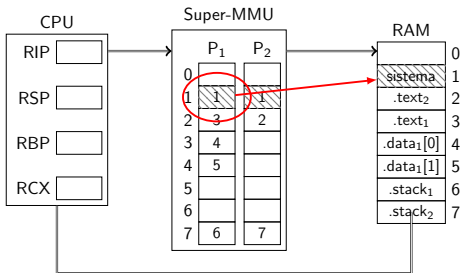 CPU
RIP
RSP
RBP
RCX
Super-MMU
P1 P2
0
1 1 1
2 3 2
3 4
4 5
5
6
7 6 7
RAM
0
sistema 1
.text2 2
.text1 3
.data1[0] 4
.data1[1] 5
.stack1 6
.stack2 7